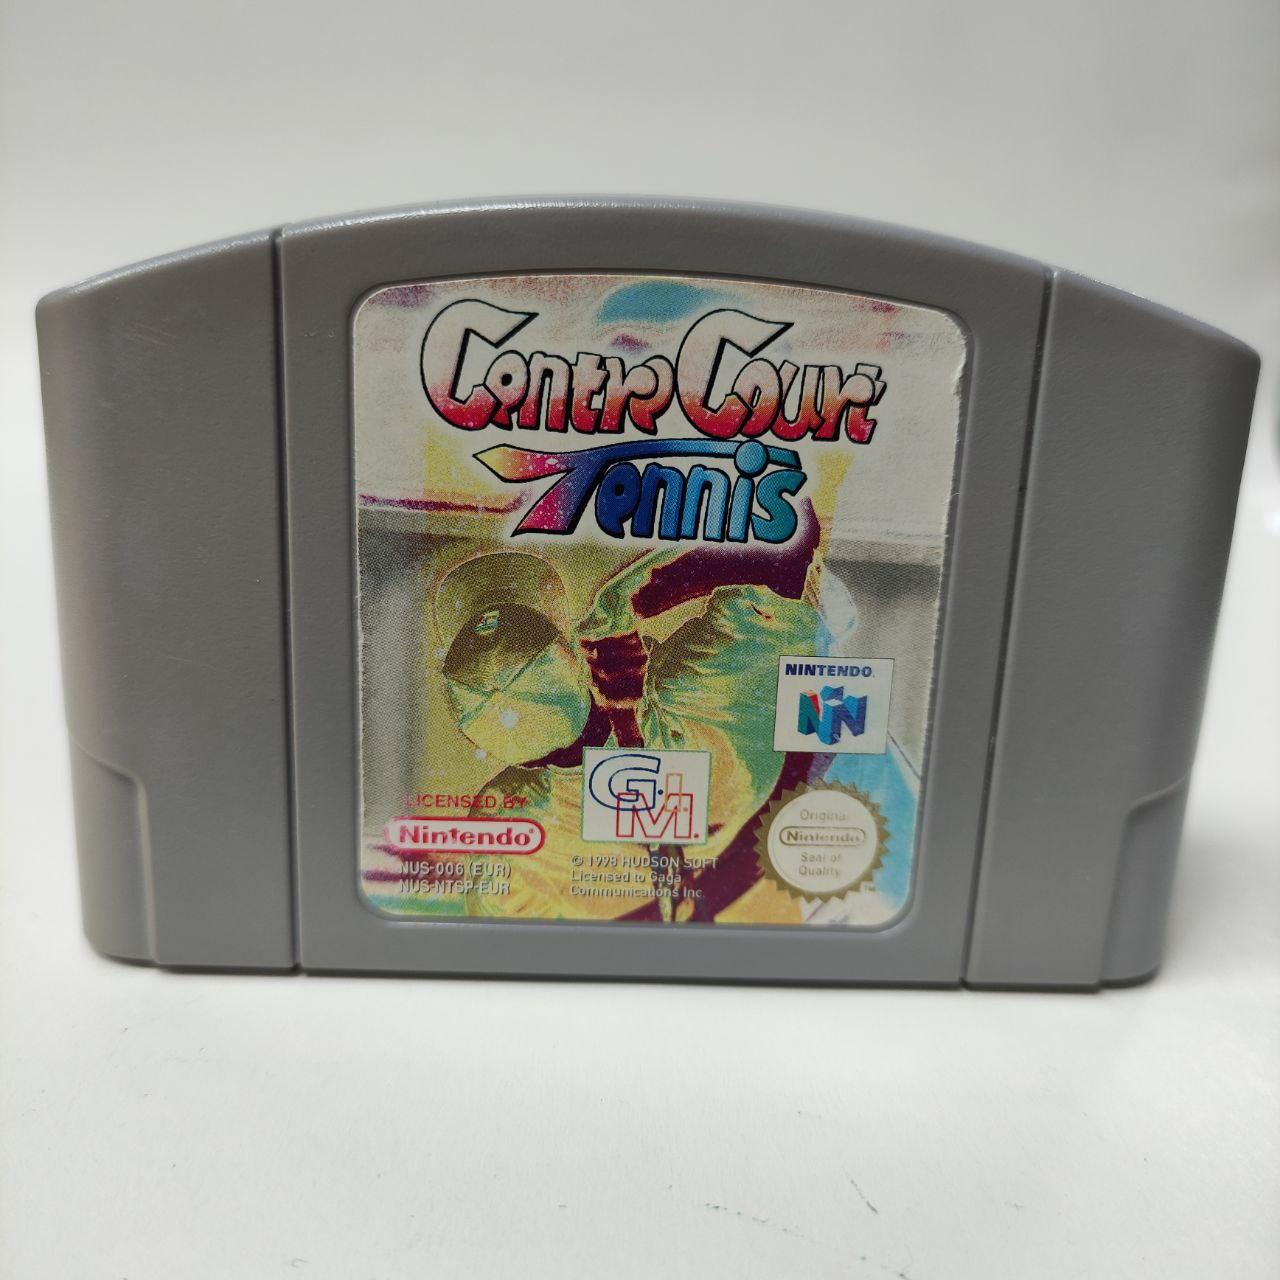 Centre Court
Tennis
NINTENDO
LICENSED BY
Nintendo®
NUS-006 (EUR)
NUS-NTSP-EUR
G.I.M.
© 1998 HUDSON SOFT
Licensed to Gaga
Communications Inc.
Original
Nintendo
Seal of
Quality
TM